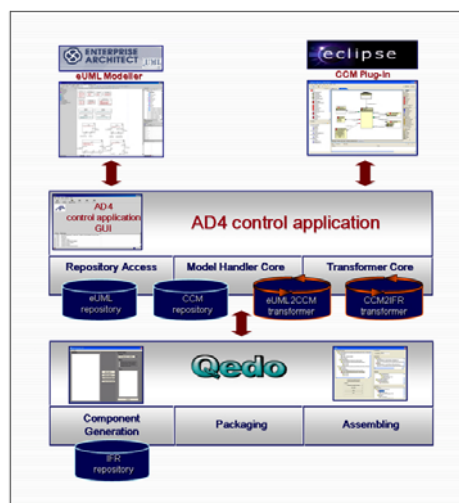 ENTERPRISE
ARCHITECT
UML
eUML Modeller
eclipse
CCM Plug-in
AD4
control application
GUI
AD4 control application
Repository Access
Model Handler Core
Transformer Core
eUML
repository
CCM
repository
eUML2CCM
transformer
CCM2IFR
transformer
Qedo
Component
Generation
Packaging
Assembling
IFR
repository